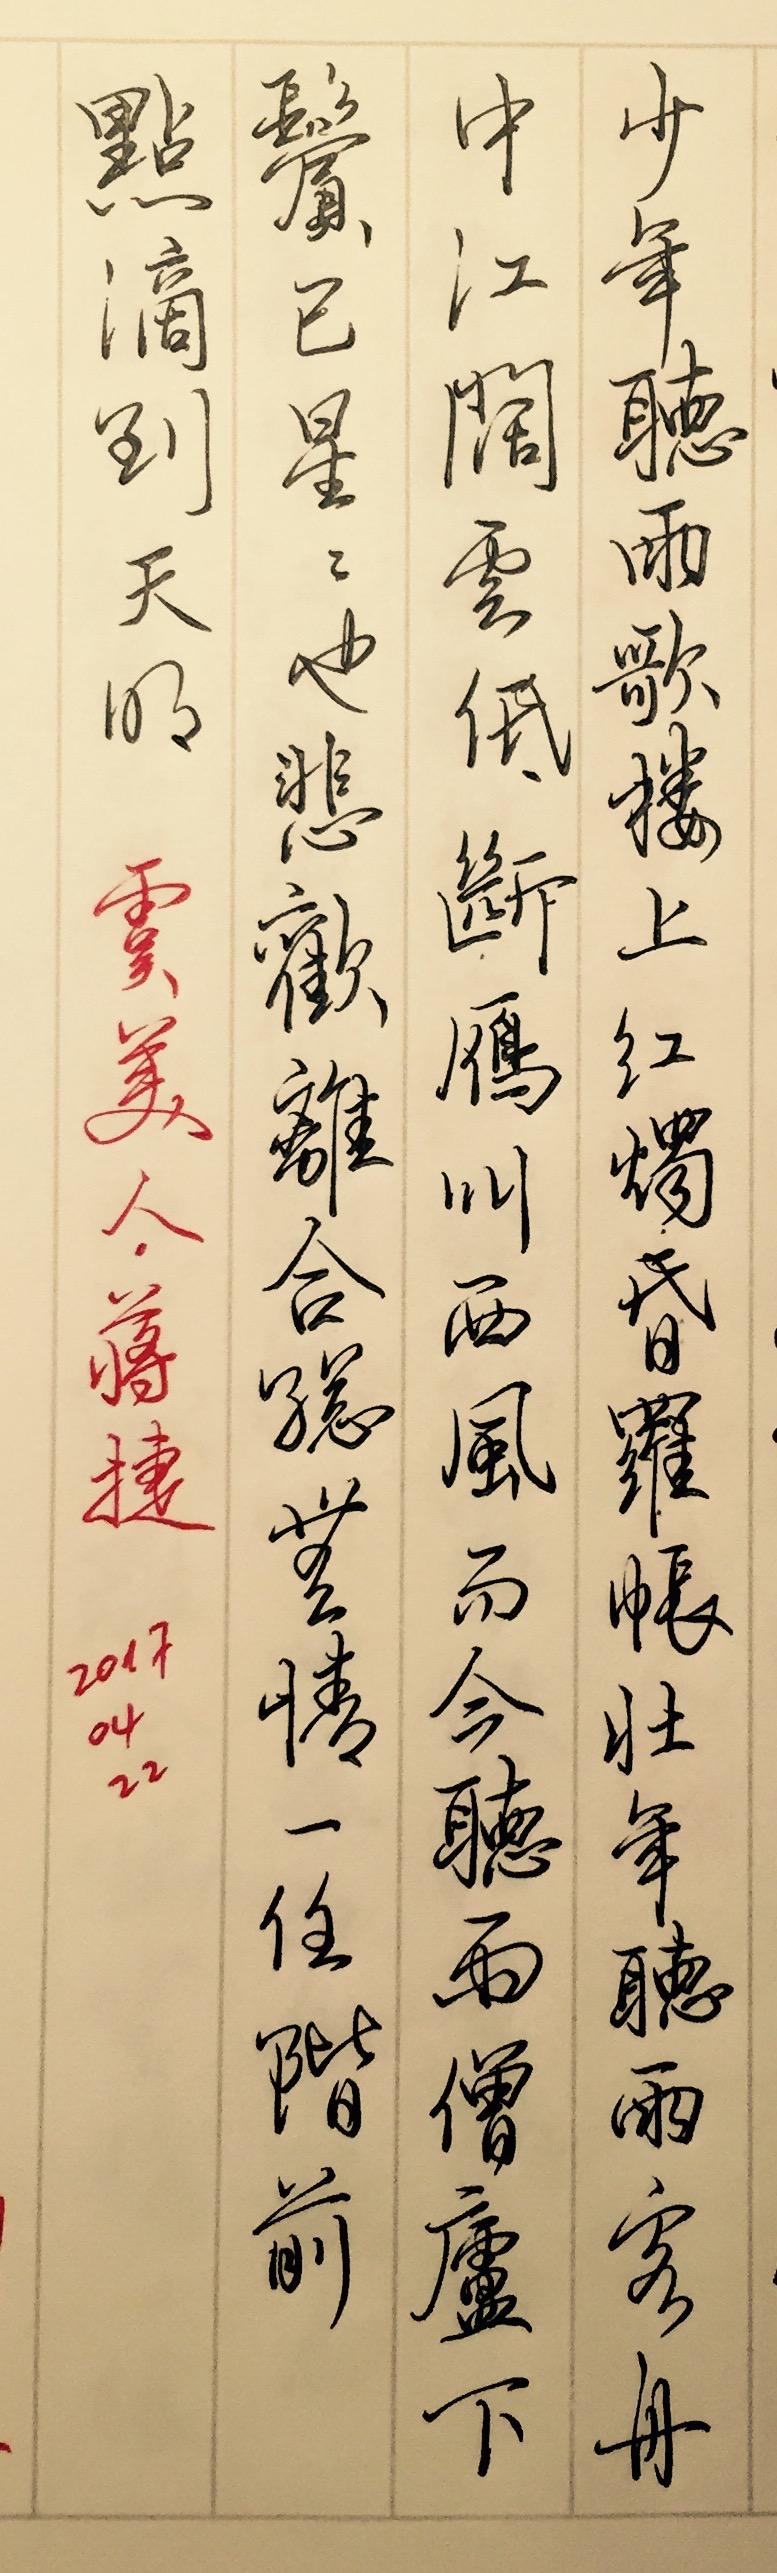 少年聽雨歌樓上紅燭昏羅帳壯年聽雨客舟
中江闊雲低斷雁叫西風而今聽雨僧廬下
鬢已星〻也悲歡離合總無情一任階前
點滴到天明 虞美人·蔣捷
2017
04
22